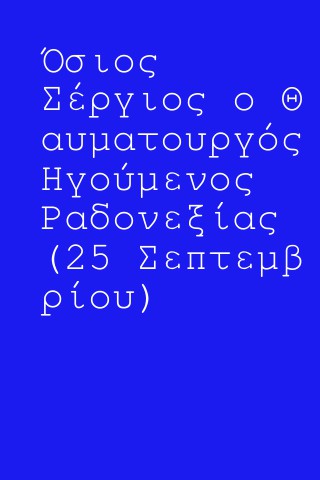 Όσιος
Σέργιος ο Θ
αυματουργός
Ηγούμενος
Ραδονεξίας
(25 Σεπτεμβ
ρίου)